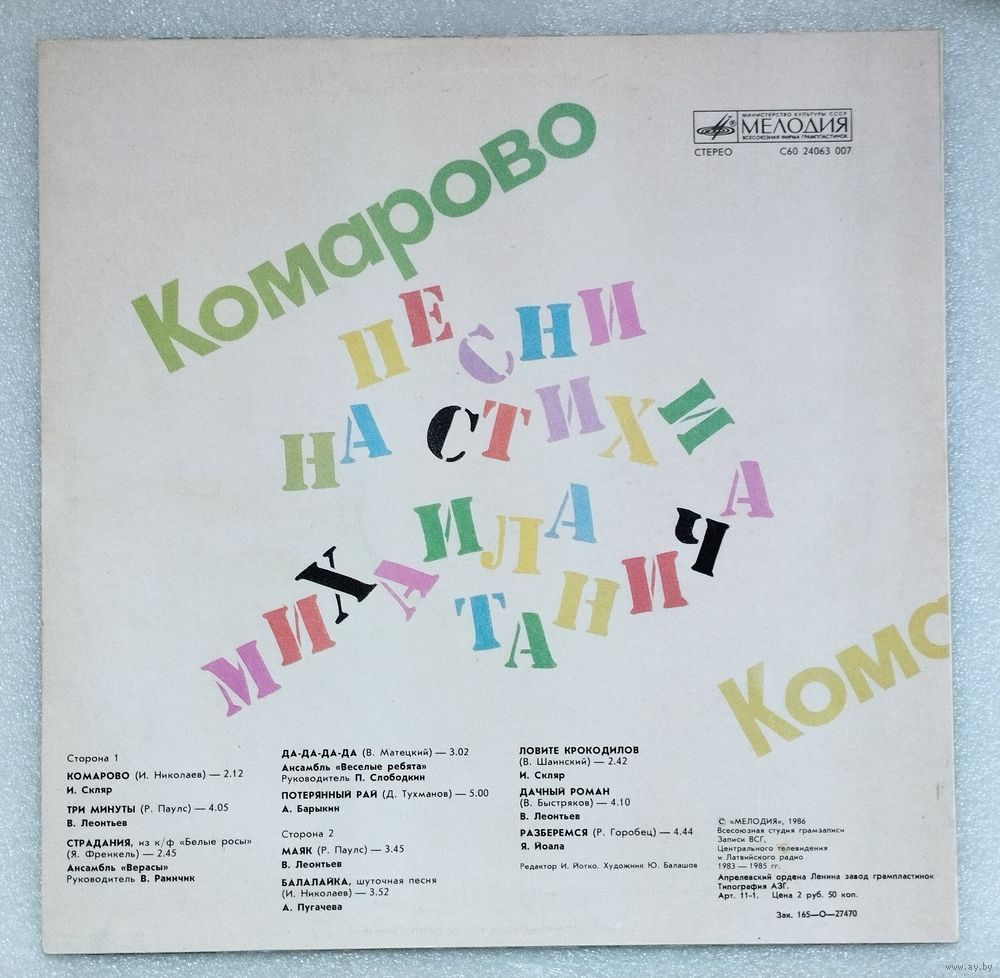 Комарово
МИНИСТЕРСТВО КУЛЬТУРЫ СССР
МЕЛОДИЯ
ВСЕСОЮЗНАЯ ФИРМА ГРАМПЛАСТИНОК
СТЕРЕО С60 24063 007
ПЕСНИ
НА СТИХИ
МИХАИЛА
ТАНИЧА
Комо
Сторона 1
КОМАРОВО (И. Николаев) — 2.12
И. Скляр
ТРИ МИНУТЫ (Р. Паулс) — 4.05
В. Леонтьев
СТРАДАНИЯ, из к/ф «Белые росы»
(Я. Френкель) — 2.45
Ансамбль «Верасы»
Руководитель В. Раинчик
ДА-ДА-ДА-ДА (В. Матецкий) — 3.02
Ансамбль «Веселые ребята»
Руководитель П. Слободкин
ПОТЕРЯННЫЙ РАЙ (Д. Тухманов) — 5.00
А. Барыкин
Сторона 2
МАЯК (Р. Паулс) — 3.45
В. Леонтьев
БАЛАЛАЙКА, шуточная песня
(И. Николаев) — 3.52
А. Пугачева
ЛОВИТЕ КРОКОДИЛОВ
(В. Шаинский) — 2.42
И. Скляр
ДАЧНЫЙ РОМАН
(В. Быстряков) — 4.10
В. Леонтьев
РАЗБЕРЕМСЯ (Р. Горобец) — 4.44
Я. Йоала
Редактор И. Йотко. Художник Ю. Балашов
© «МЕЛОДИЯ», 1986
Всесоюзная студия грамзаписи
Записи ВСГ,
Центрального телевидения
и Латвийского радио
1983 — 1985 гг.
Апрелевский ордена Ленина завод грампластинок
Типография АЗГ.
Арт. 11-1. Цена 2 руб. 50 коп.
Зак. 165—О—27470
www.ay.by